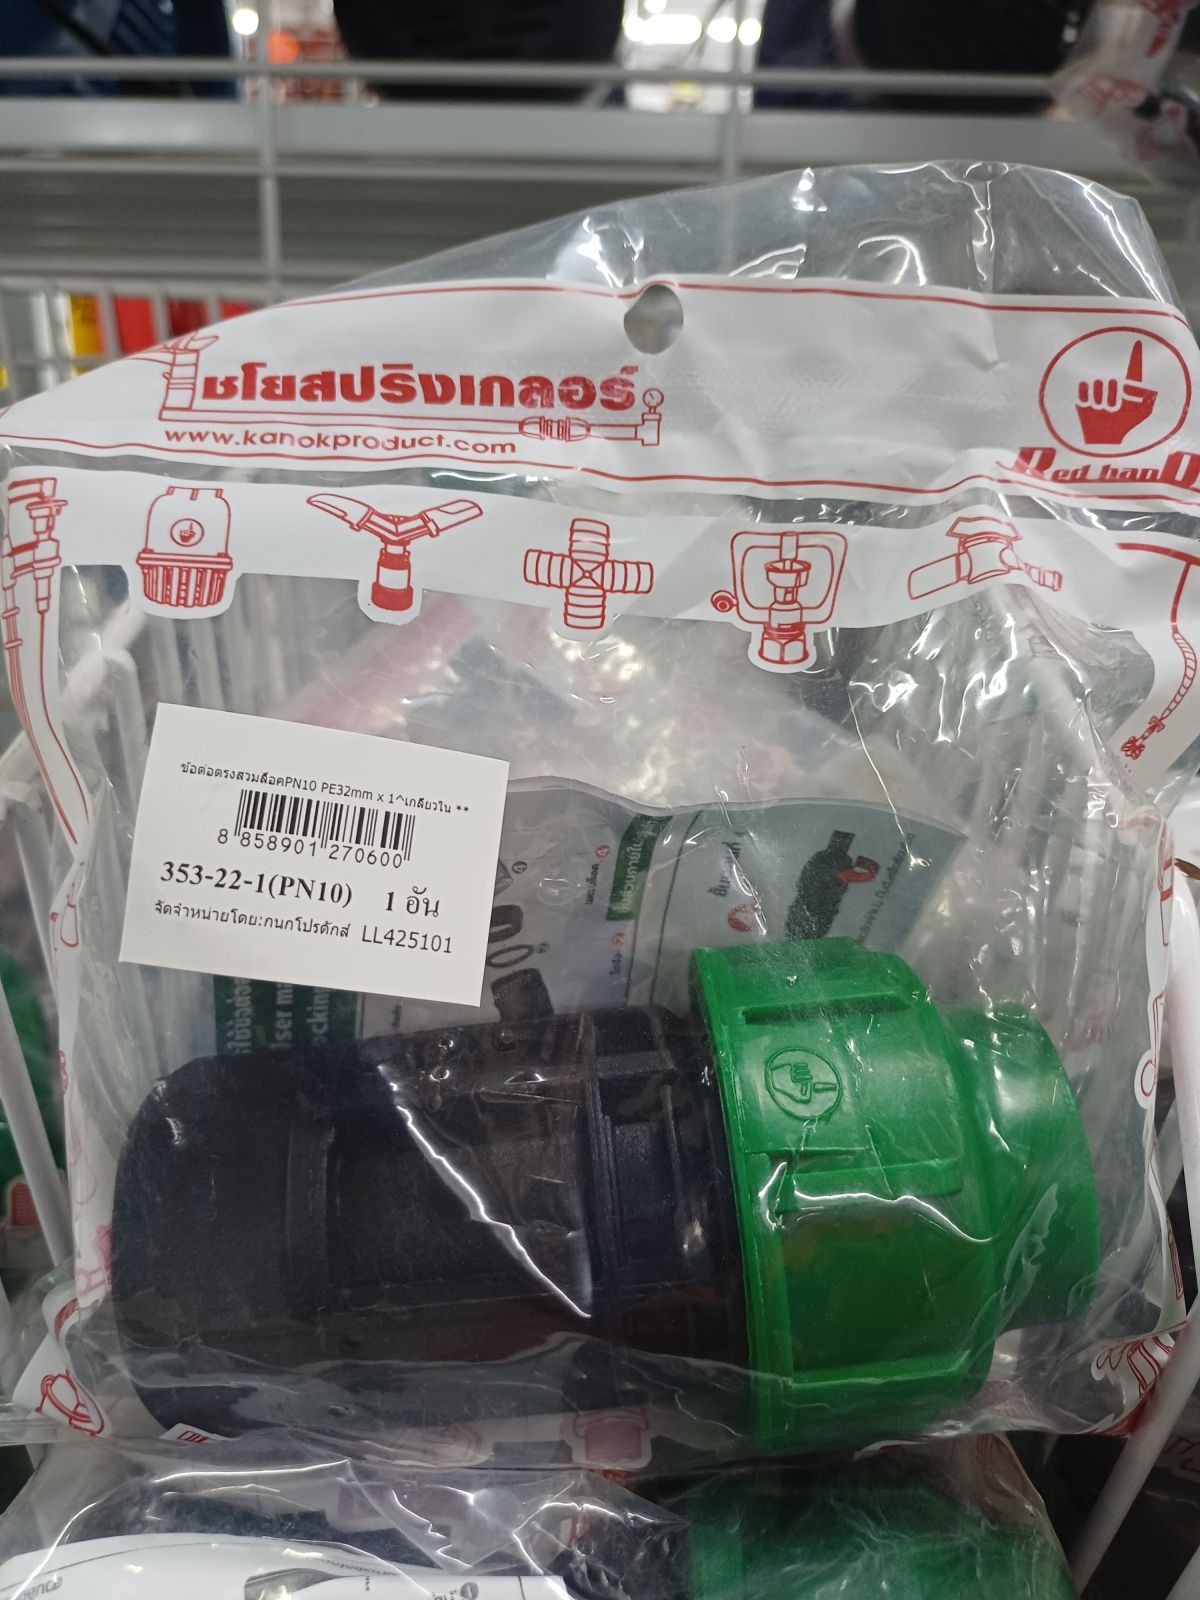 ไชโยสปริงเกลอร์
www.kanokproduct.com
Red hanD
ข้อต่อตรงสวมล็อคPN10 PE32mm x 1^เกลียวใน **
8 858901 270600
353-22-1(PN10) 1 อัน
จัดจำหน่ายโดย:กนกโปรดักส์ LL425101